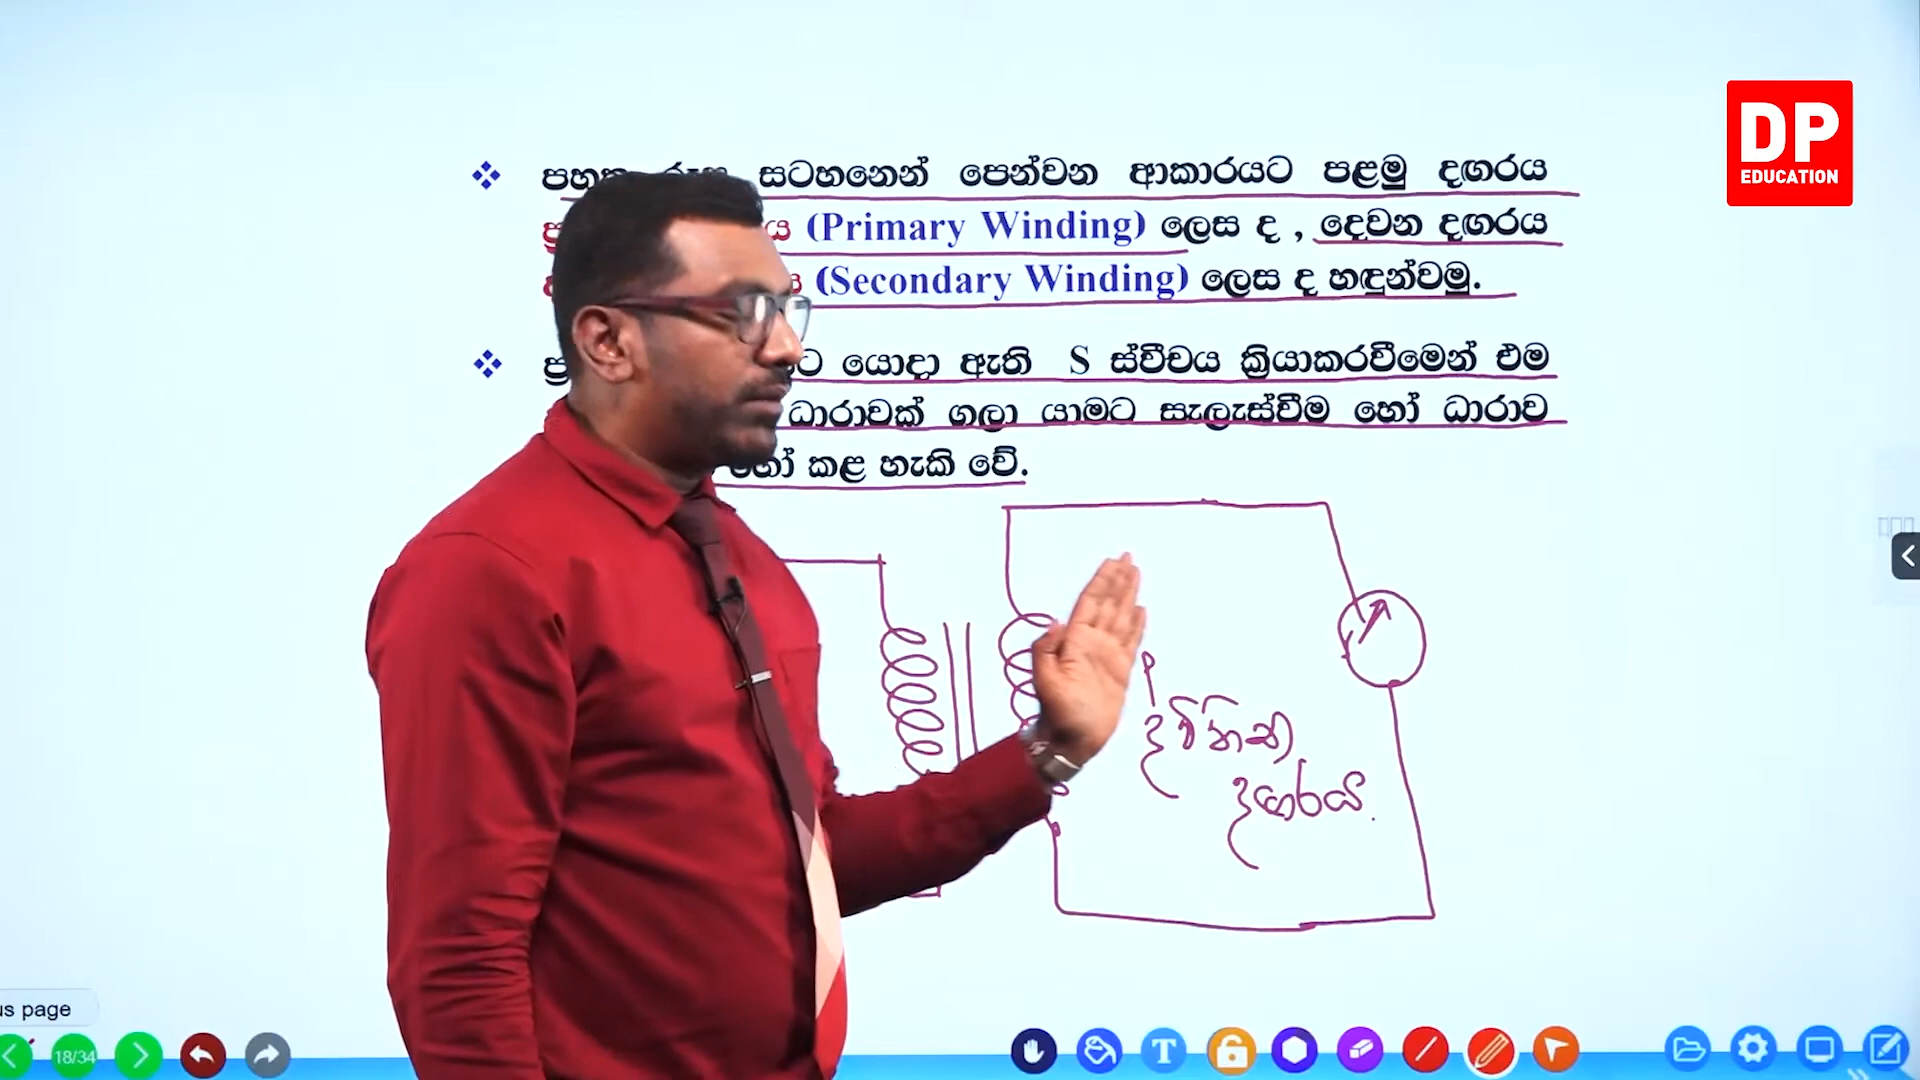 DP
EDUCATION
සටහනෙන් පෙන්වන ආකාරයට පළමු දඟරය
(Primary Winding) ලෙස ද , දෙවන දඟරය
(Secondary Winding) ලෙස ද හඳුන්වමු.
යොදා ඇති S ස්වීචය ක්‍රියාකරවීමෙන් එම
ධාරාවක් ගලා යාමට සැලැස්වීම හෝ ධාරාව
හෝ කළ හැකි වේ.
දඟරය.
page
18/34
T